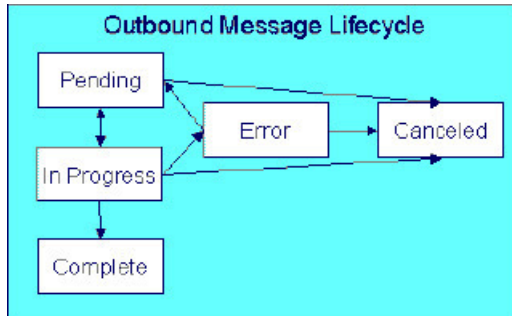 Outbound Message Lifecycle
Pending
Error
Canceled
In Progress
Complete